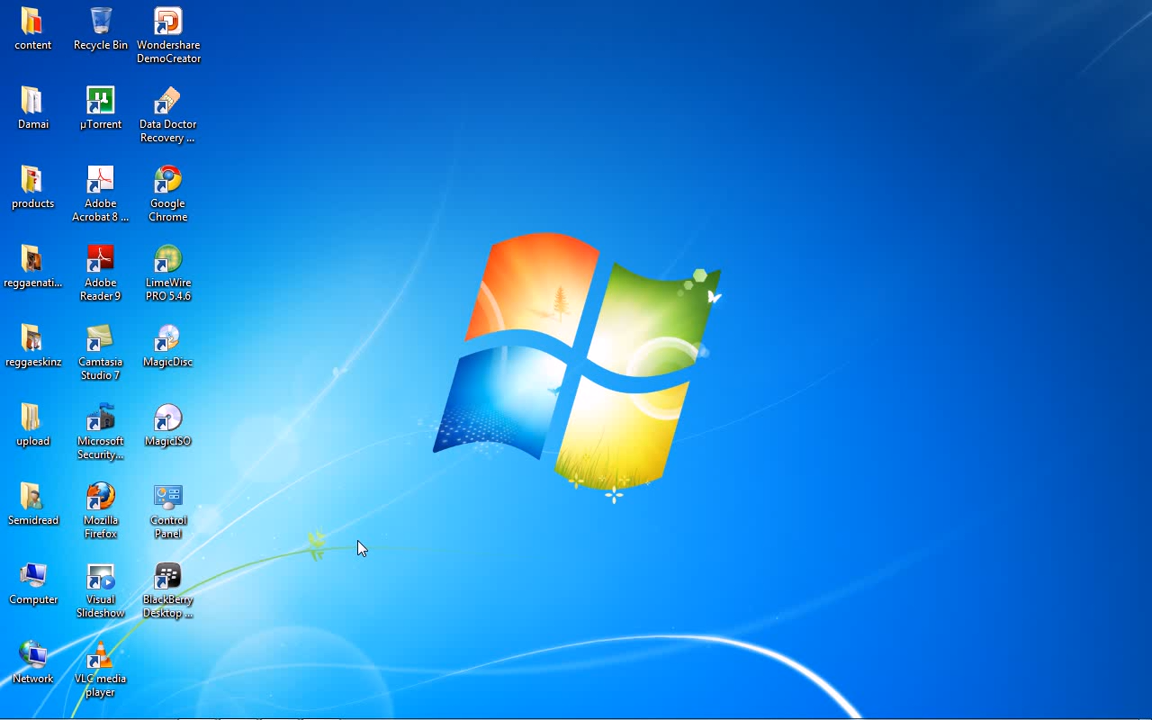 content
Recycle Bin
Wondershare
DemoCreator
Damai
µTorrent
Data Doctor
Recovery ...
products
Adobe
Acrobat 8 ...
Google
Chrome
reggaenati...
Adobe
Reader 9
LimeWire
PRO 5.4.6
reggaeskinz
Camtasia
Studio 7
MagicDisc
upload
Microsoft
Security...
MagicISO
Semidread
Mozilla
Firefox
Control
Panel
Computer
Visual
Slideshow
BlackBerry
Desktop ...
Network
VLC media
player